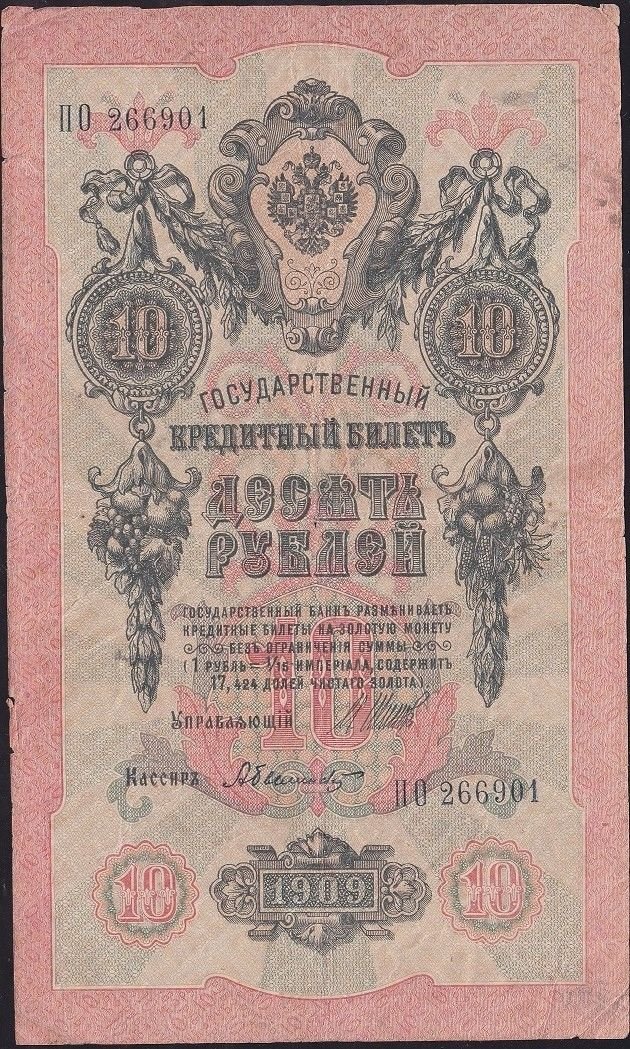 ПО 266901
10
10
ГОСУДАРСТВЕННЫЙ
КРЕДИТНЫЙ БИЛЕТЪ
ДЕСЯТЬ
РУБЛЕЙ
ГОСУДАРСТВЕННЫЙ БАНКЪ РАЗМѢНИВАЕТЪ
КРЕДИТНЫЕ БИЛЕТЫ НА ЗОЛОТУЮ МОНЕТУ
БЕЗЪ ОГРАНИЧЕНІЯ СУММЫ
(1 РУБЛЬ = 1/15 ИМПЕРІАЛА, СОДЕРЖИТЪ
17,424 ДОЛЕЙ ЧИСТАГО ЗОЛОТА).
10
УПРАВЛЯЮЩІЙ
КАССИРЪ
ПО 266901
10
1909
10